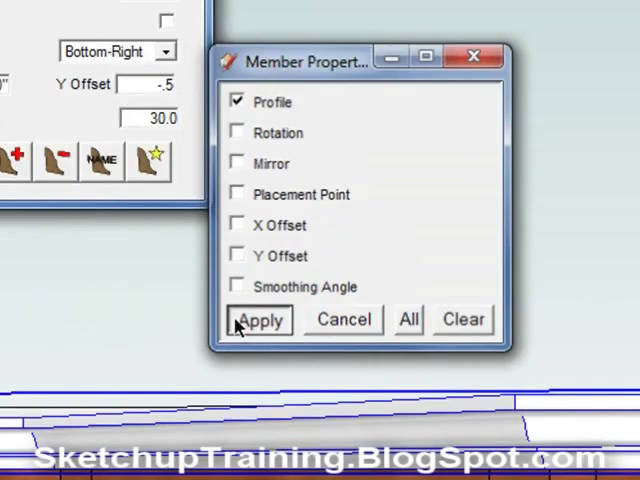 Bottom-Right
0"
Y Offset
-.5
30.0
NAME
Member Propert...
Profile
Rotation
Mirror
Placement Point
X Offset
Y Offset
Smoothing Angle
Apply
Cancel
All
Clear
SketchupTraining.BlogSpot.com